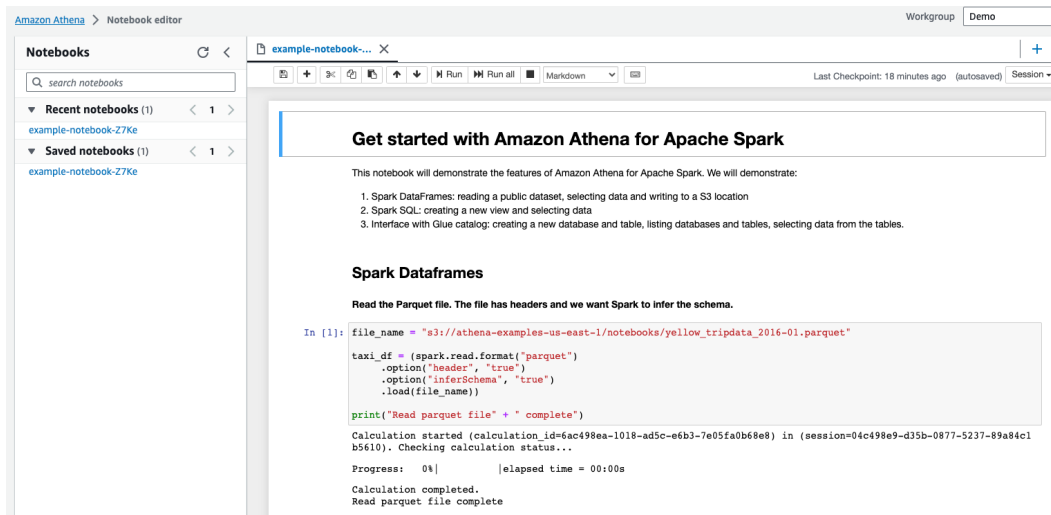 Amazon Athena > Notebook editor
Workgroup Demo
Notebooks
search notebooks
Recent notebooks (1) < 1 >
example-notebook-Z7Ke
Saved notebooks (1) < 1 >
example-notebook-Z7Ke
example-notebook-...
Run Run all Markdown
Last Checkpoint: 18 minutes ago (autosaved) Session
Get started with Amazon Athena for Apache Spark
This notebook will demonstrate the features of Amazon Athena for Apache Spark. We will demonstrate:
1. Spark DataFrames: reading a public dataset, selecting data and writing to a S3 location
2. Spark SQL: creating a new view and selecting data
3. Interface with Glue catalog: creating a new database and table, listing databases and tables, selecting data from the tables.
Spark Dataframes
Read the Parquet file. The file has headers and we want Spark to infer the schema.
In [1]: file_name = "s3://athena-examples-us-east-1/notebooks/yellow_tripdata_2016-01.parquet"
taxi_df = (spark.read.format("parquet")
.option("header", "true")
.option("inferSchema", "true")
.load(file_name))
print("Read parquet file" + " complete")
Calculation started (calculation_id=6ac498ea-1018-ad5c-e6b3-7e05fa0b68e8) in (session=04c498e9-d35b-0877-5237-89a84c1
b5610). Checking calculation status...
Progress: 0%| |elapsed time = 00:00s
Calculation completed.
Read parquet file complete